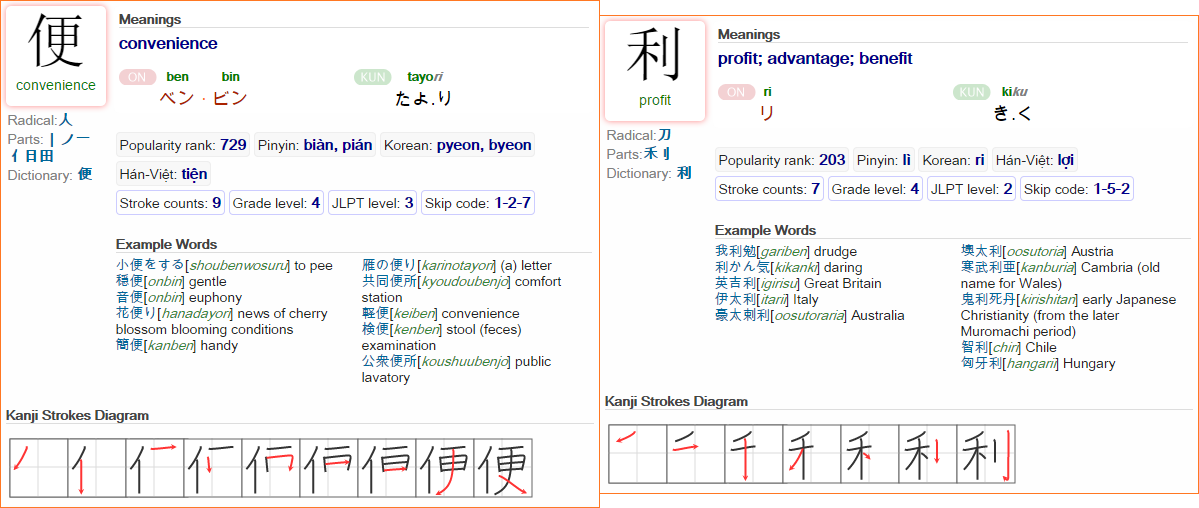 便
convenience
Radical:人
Parts: | ノ一
亻日田
Dictionary: 便
Meanings
convenience
ON ben bin KUN tayori
ベン · ビン たよ.り
Popularity rank: 729 Pinyin: biàn, pián Korean: pyeon, byeon
Hán-Việt: tiện
Stroke counts: 9 Grade level: 4 JLPT level: 3 Skip code: 1-2-7
Example Words
小便をする[shoubenwosuru] to pee
穏便[onbin] gentle
音便[onbin] euphony
花便り[hanadayori] news of cherry
blossom blooming conditions
簡便[kanben] handy
雁の便り[karinotayori] (a) letter
共同便所[kyoudoubenjo] comfort
station
軽便[keiben] convenience
検便[kenben] stool (feces)
examination
公衆便所[koushuubenjo] public
lavatory
Kanji Strokes Diagram
便
利
profit
Radical:刀
Parts:禾刂
Dictionary: 利
Meanings
profit; advantage; benefit
ON ri KUN kiku
リ き.く
Popularity rank: 203 Pinyin: lì Korean: ri Hán-Việt: lợi
Stroke counts: 7 Grade level: 4 JLPT level: 2 Skip code: 1-5-2
Example Words
我利勉[gariben] drudge
利かん気[kikanki] daring
英吉利[igirisu] Great Britain
伊太利[itarii] Italy
豪太剌利[oosutoraria] Australia
墺太利[oosutoria] Austria
寒武利亜[kanburia] Cambria (old
name for Wales)
鬼利死丹[kirishitan] early Japanese
Christianity (from the later
Muromachi period)
智利[chiri] Chile
匈牙利[hangarii] Hungary
Kanji Strokes Diagram
利